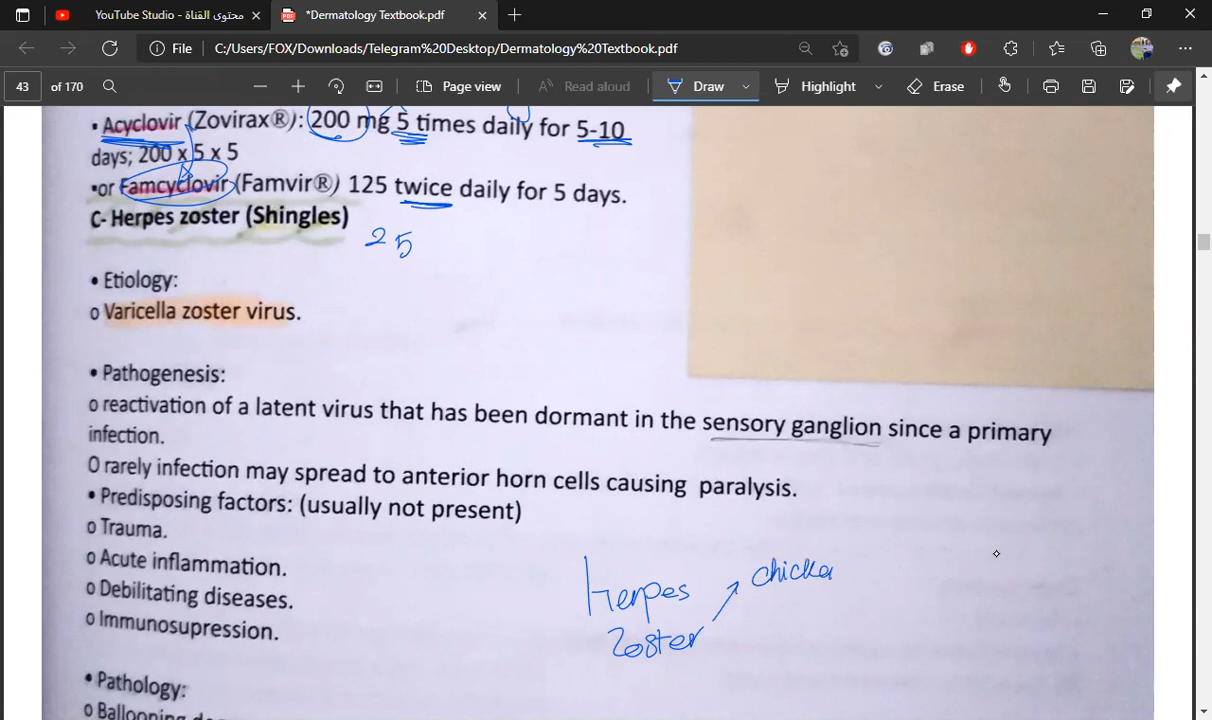 YouTube Studio - محتوى القناة
*Dermatology Textbook.pdf
File C:/Users/FOX/Downloads/Telegram%20Desktop/Dermatology%20Textbook.pdf
43 of 170 Page view Read aloud Draw Highlight Erase
• Acyclovir (Zovirax®): 200 mg 5 times daily for 5-10
days; 200 x 5 x 5
•or Famcyclovir (Famvir®) 125 twice daily for 5 days.
C- Herpes zoster (Shingles)
25
• Etiology:
o Varicella zoster virus.
• Pathogenesis:
o reactivation of a latent virus that has been dormant in the sensory ganglion since a primary
infection.
O rarely infection may spread to anterior horn cells causing paralysis.
• Predisposing factors: (usually not present)
o Trauma.
o Acute inflammation.
o Debilitating diseases.
o Immunosupression.
Herpes
Zoster
chicke
• Pathology:
o Ballooning